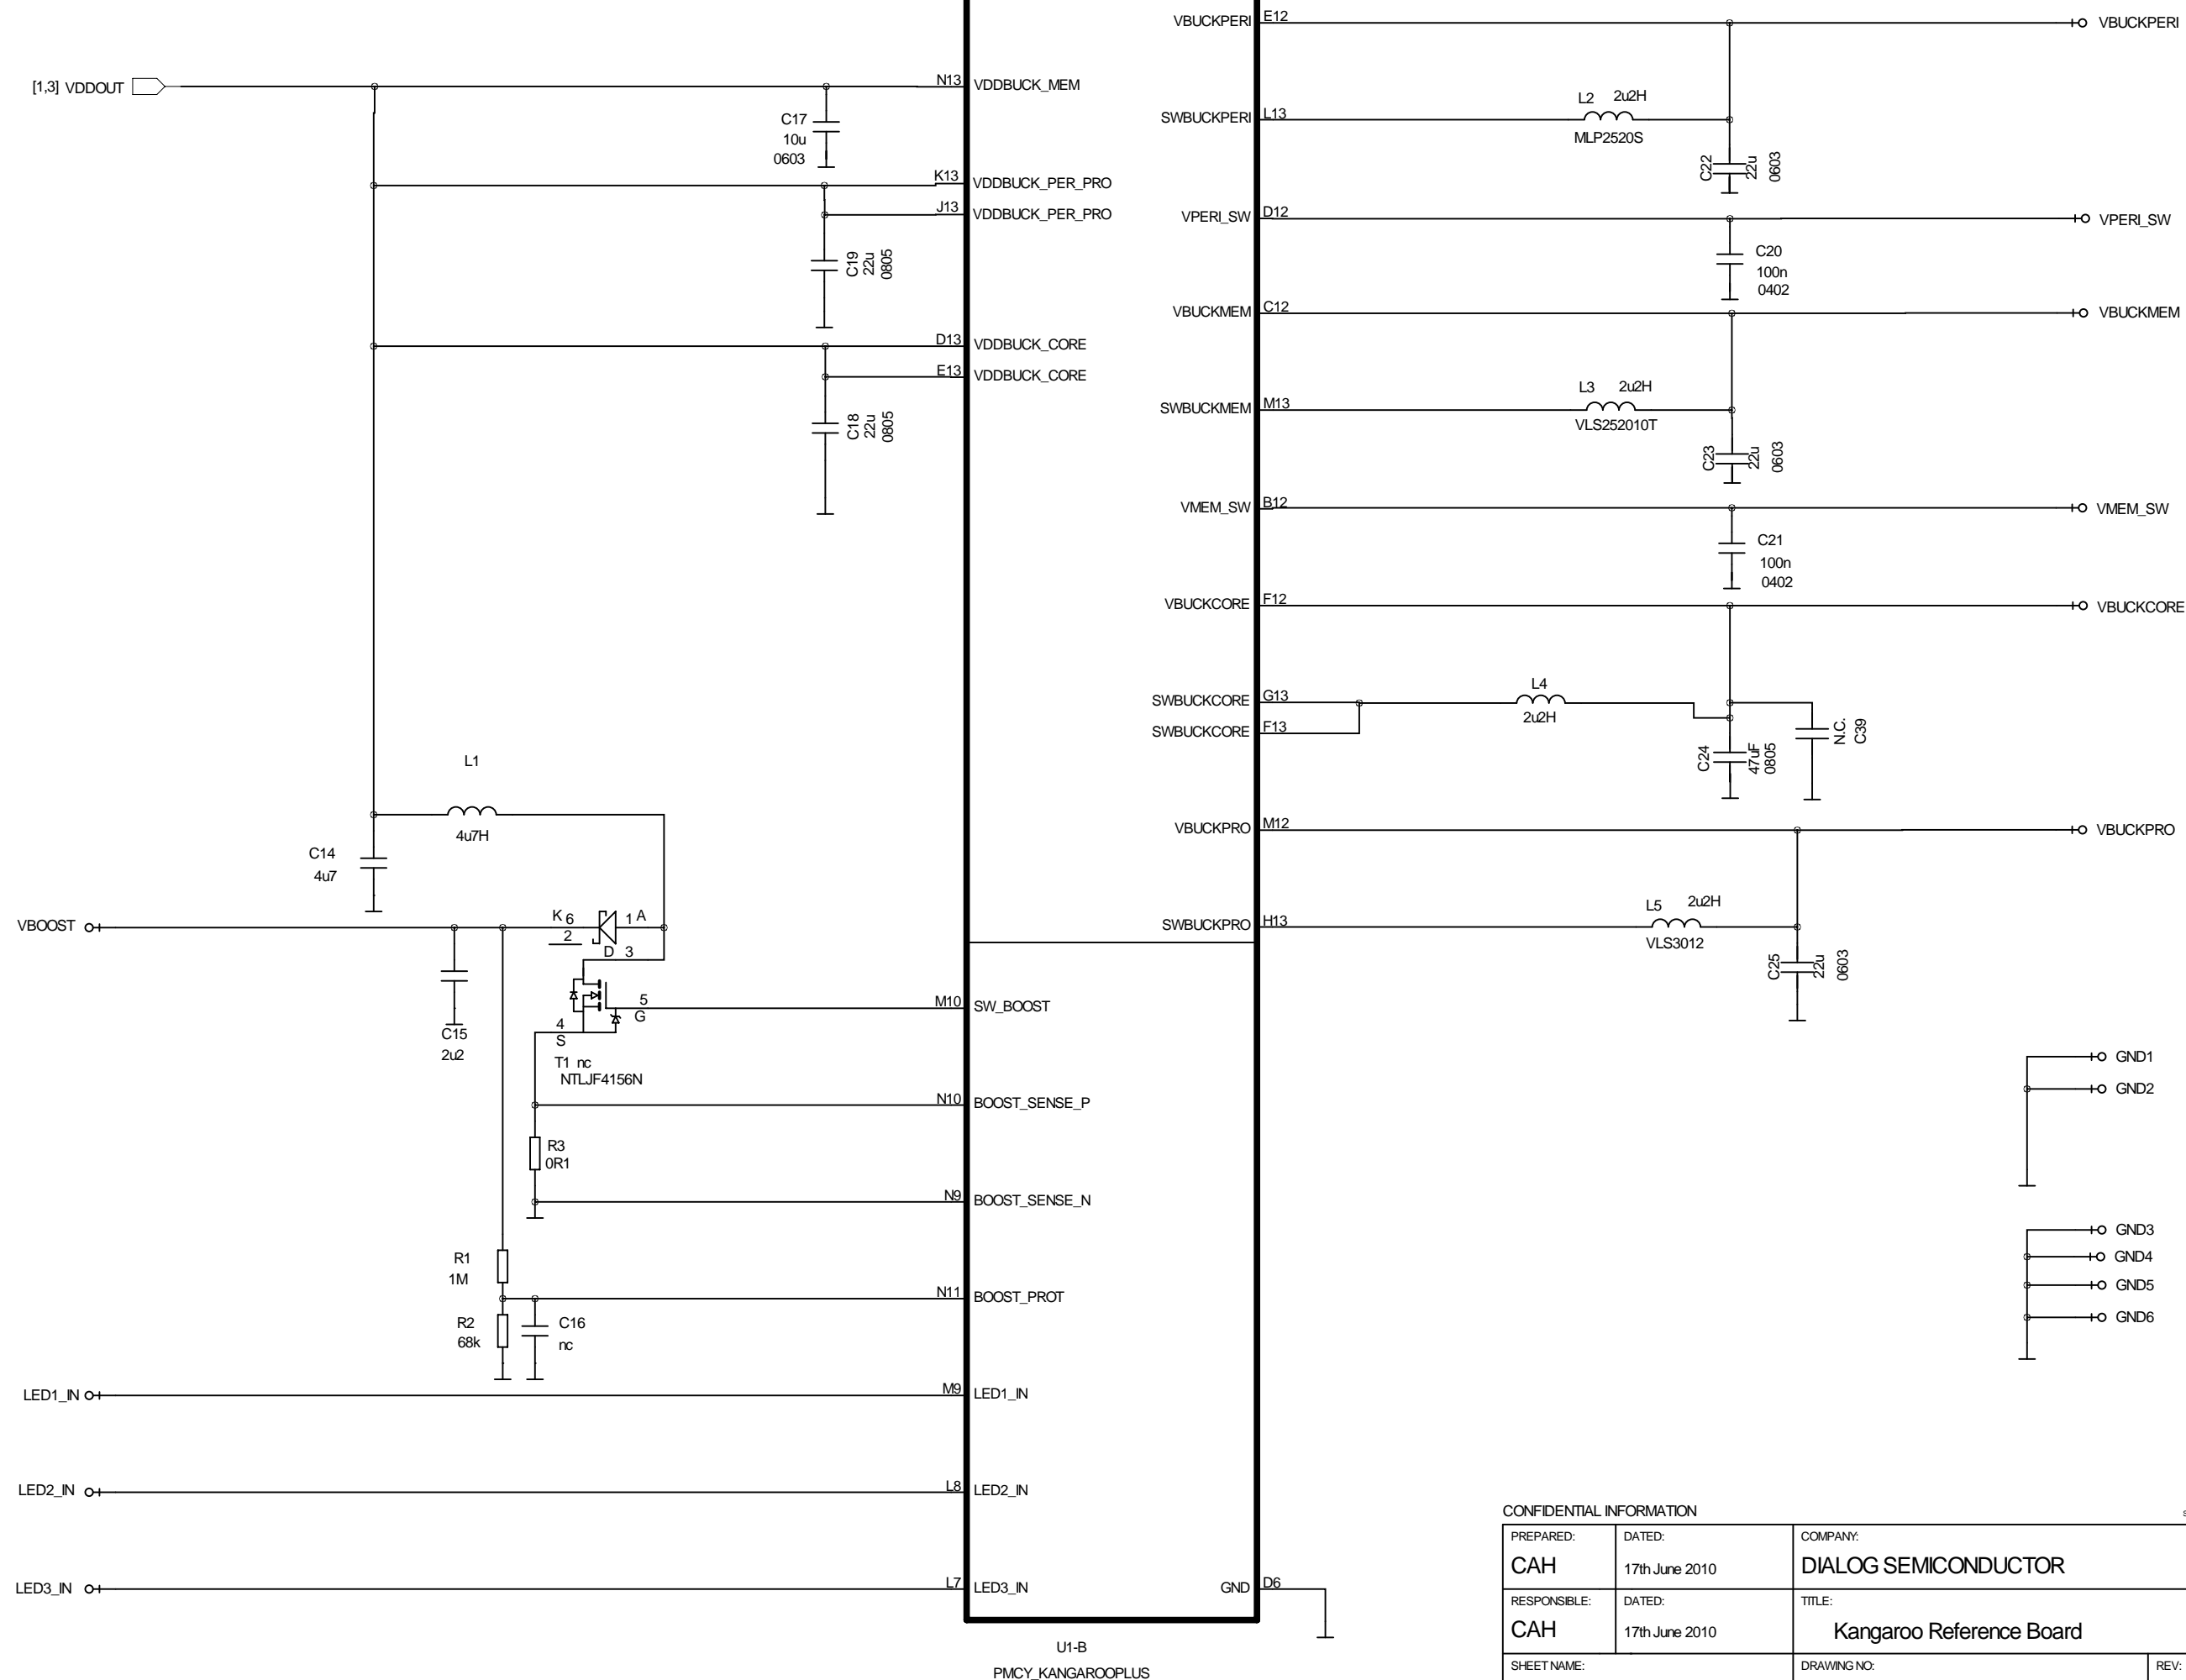 VBUCKPERI E12 VBUCKPERI
[1,3] VDDOUT N13 VDDBUCK_MEM
L2 2u2H
SWBUCKPERI L13
MLP2520S
C17
10u
0603
C22
22u
0603
K13 VDDBUCK_PER_PRO
J13 VDDBUCK_PER_PRO
VPERI_SW D12 VPERI_SW
C19
22u
0805
C20
100n
0402
VBUCKMEM C12 VBUCKMEM
D13 VDDBUCK_CORE
E13 VDDBUCK_CORE
L3 2u2H
SWBUCKMEM M13
VLS252010T
C18
22u
0805
C23
22u
0603
VMEM_SW B12 VMEM_SW
C21
100n
0402
VBUCKCORE F12 VBUCKCORE
SWBUCKCORE G13
L4
2u2H
SWBUCKCORE F13
C24
47uF
0805
N.C.
C39
L1
4u7H
VBUCKPRO M12 VBUCKPRO
C14
4u7
L5 2u2H
SWBUCKPRO H13
VLS3012
C25
22u
0603
VBOOST K 6 1 A
2
D 3
5
G
M10 SW_BOOST
4
S
C15
2u2
T1 nc
NTLJF4156N
GND1
GND2
N10 BOOST_SENSE_P
R3
0R1
N9 BOOST_SENSE_N
GND3
GND4
GND5
GND6
R1
1M
N11 BOOST_PROT
R2
68k
C16
nc
LED1_IN M9 LED1_IN
LED2_IN L8 LED2_IN
LED3_IN L7 LED3_IN
GND D6
U1-B
PMCY_KANGAROOPLUS
CONFIDENTIAL INFORMATION
PREPARED: DATED: COMPANY:
CAH 17th June 2010 DIALOG SEMICONDUCTOR
RESPONSIBLE: DATED: TITLE:
CAH 17th June 2010 Kangaroo Reference Board
SHEET NAME: DRAWING NO: REV: